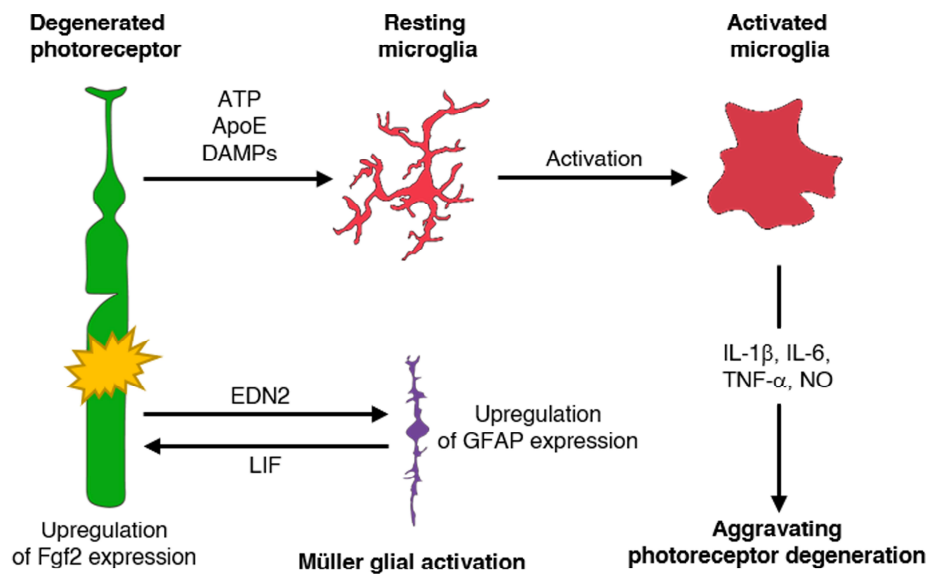 Degenerated
photoreceptor
Resting
microglia
Activated
microglia
ATP
ApoE
DAMPs
Activation
IL-1β, IL-6,
TNF-α, NO
EDN2
LIF
Upregulation
of GFAP expression
Upregulation
of Fgf2 expression
Müller glial activation
Aggravating
photoreceptor degeneration